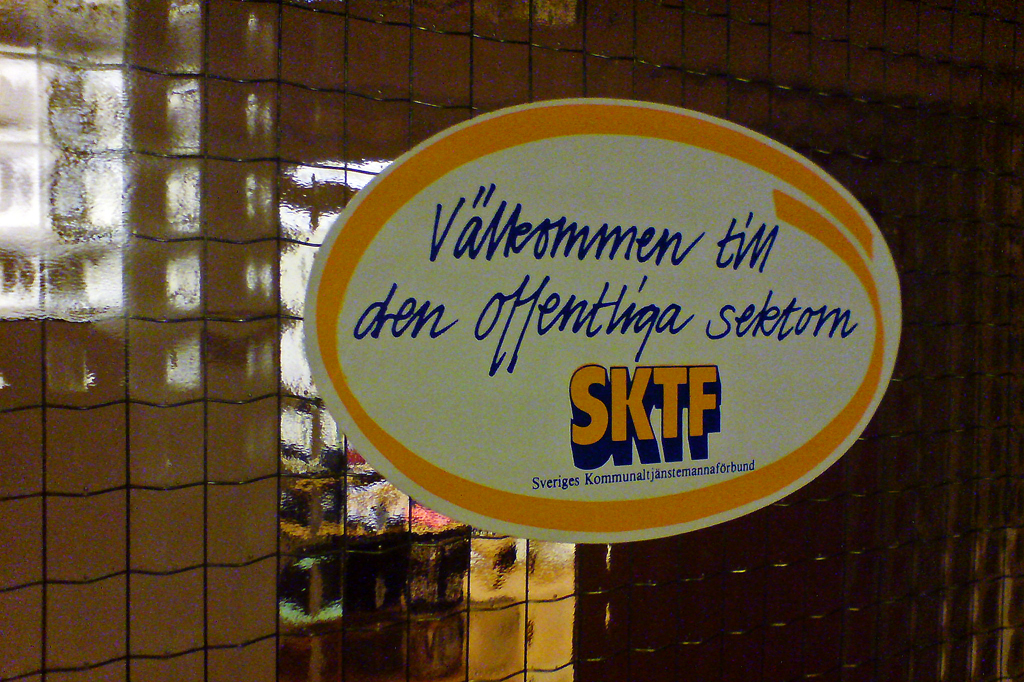 Välkommen till
den offentliga sektorn
SKTF
Sveriges Kommunaltjänstemannaförbund